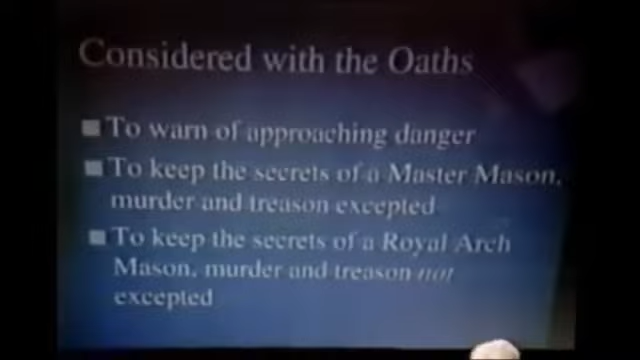 Considered with the Oaths
To warn of approaching danger
To keep the secrets of a Master Mason,
murder and treason excepted
To keep the secrets of a Royal Arch
Mason, murder and treason not
excepted